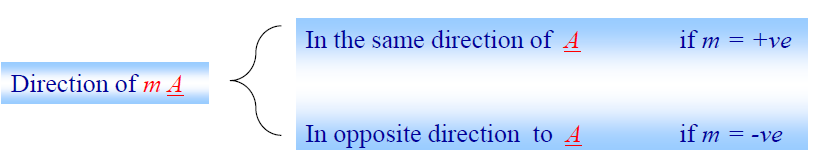 In the same direction of A if m = +ve
Direction of m A
In opposite direction to A if m = -ve